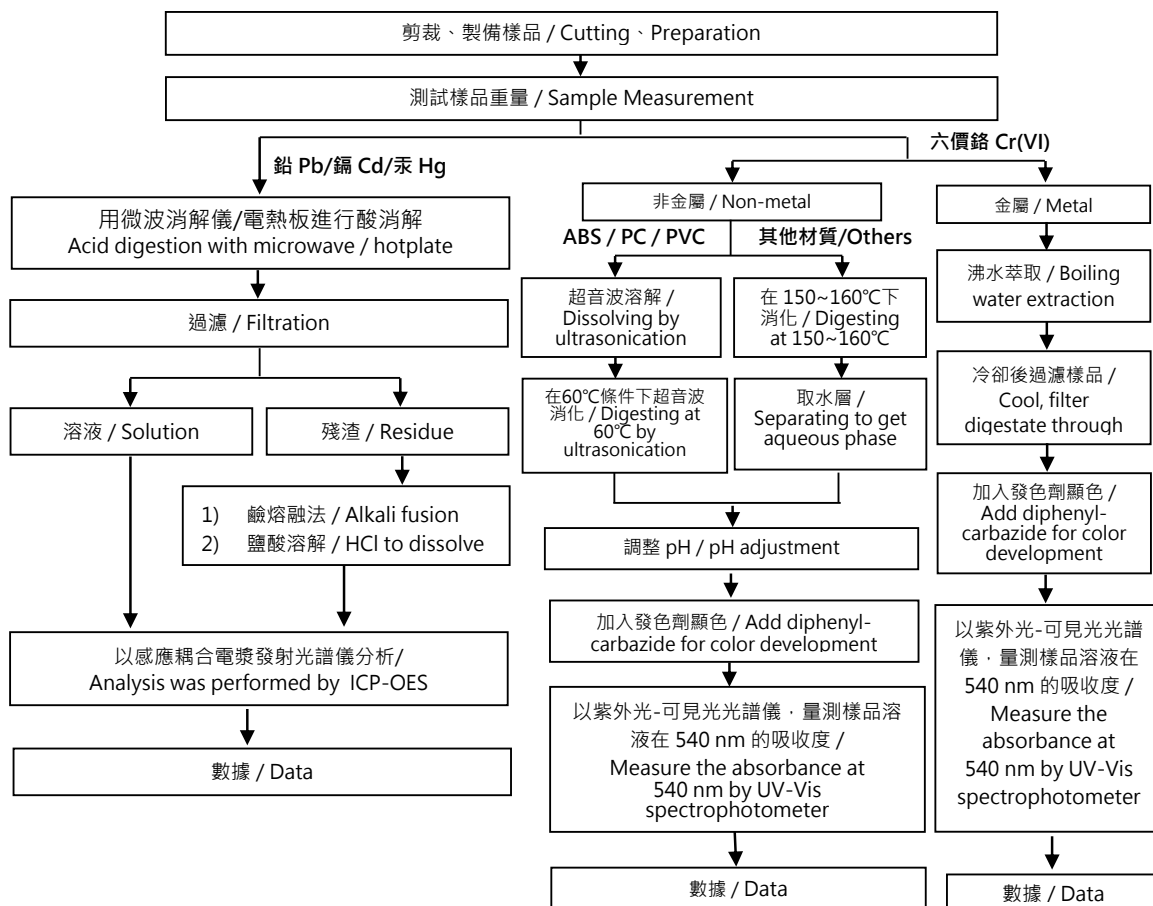 剪裁、製備樣品 / Cutting、Preparation
測試樣品重量 / Sample Measurement
鉛 Pb/鎘 Cd/汞 Hg
六價鉻 Cr(VI)
用微波消解儀/電熱板進行酸消解
Acid digestion with microwave / hotplate
過濾 / Filtration
溶液 / Solution
殘渣 / Residue
1) 鹼熔融法 / Alkali fusion
2) 鹽酸溶解 / HCl to dissolve
以感應耦合電漿發射光譜儀分析/
Analysis was performed by ICP-OES
數據 / Data
非金屬 / Non-metal
ABS / PC / PVC
其他材質/Others
超音波溶解 /
Dissolving by
ultrasonication
在60℃條件下超音波
消化 / Digesting at
60℃ by
ultrasonication
在 150~160℃下
消化 / Digesting
at 150~160℃
取水層 /
Separating to get
aqueous phase
調整 pH / pH adjustment
加入發色劑顯色 / Add diphenyl-
carbazide for color development
以紫外光-可見光光譜儀﹐量測樣品溶
液在 540 nm 的吸收度 /
Measure the absorbance at
540 nm by UV-Vis
spectrophotometer
數據 / Data
金屬 / Metal
沸水萃取 / Boiling
water extraction
冷卻後過濾樣品 /
Cool, filter
digestate through
加入發色劑顯色 /
Add diphenyl-
carbazide for color
development
以紫外光-可見光光譜
儀﹐量測樣品溶液在
540 nm 的吸收度 /
Measure the
absorbance at
540 nm by UV-Vis
spectrophotometer
數據 / Data